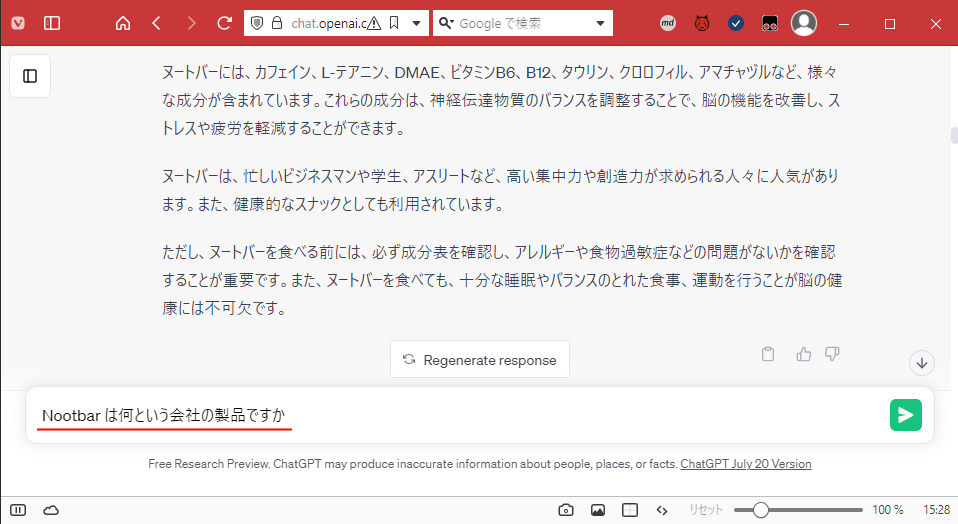 chat.openai.c
Google で検索
md
ヌートバーには、カフェイン、L-テアニン、DMAE、ビタミンB6、B12、タウリン、クロロフィル、アマチャヅルなど、様々
な成分が含まれています。これらの成分は、神経伝達物質のバランスを調整することで、脳の機能を改善し、ス
トレスや疲労を軽減することができます。
ヌートバーは、忙しいビジネスマンや学生、アスリートなど、高い集中力や創造力が求められる人々に人気があり
ます。また、健康的なスナックとしても利用されています。
ただし、ヌートバーを食べる前には、必ず成分表を確認し、アレルギーや食物過敏症などの問題がないかを確認
することが重要です。また、ヌートバーを食べても、十分な睡眠やバランスのとれた食事、運動を行うことが脳の健
康には不可欠です。
Regenerate response
Nootbar は何という会社の製品ですか
Free Research Preview. ChatGPT may produce inaccurate information about people, places, or facts. ChatGPT July 20 Version
リセット 100 % 15:28